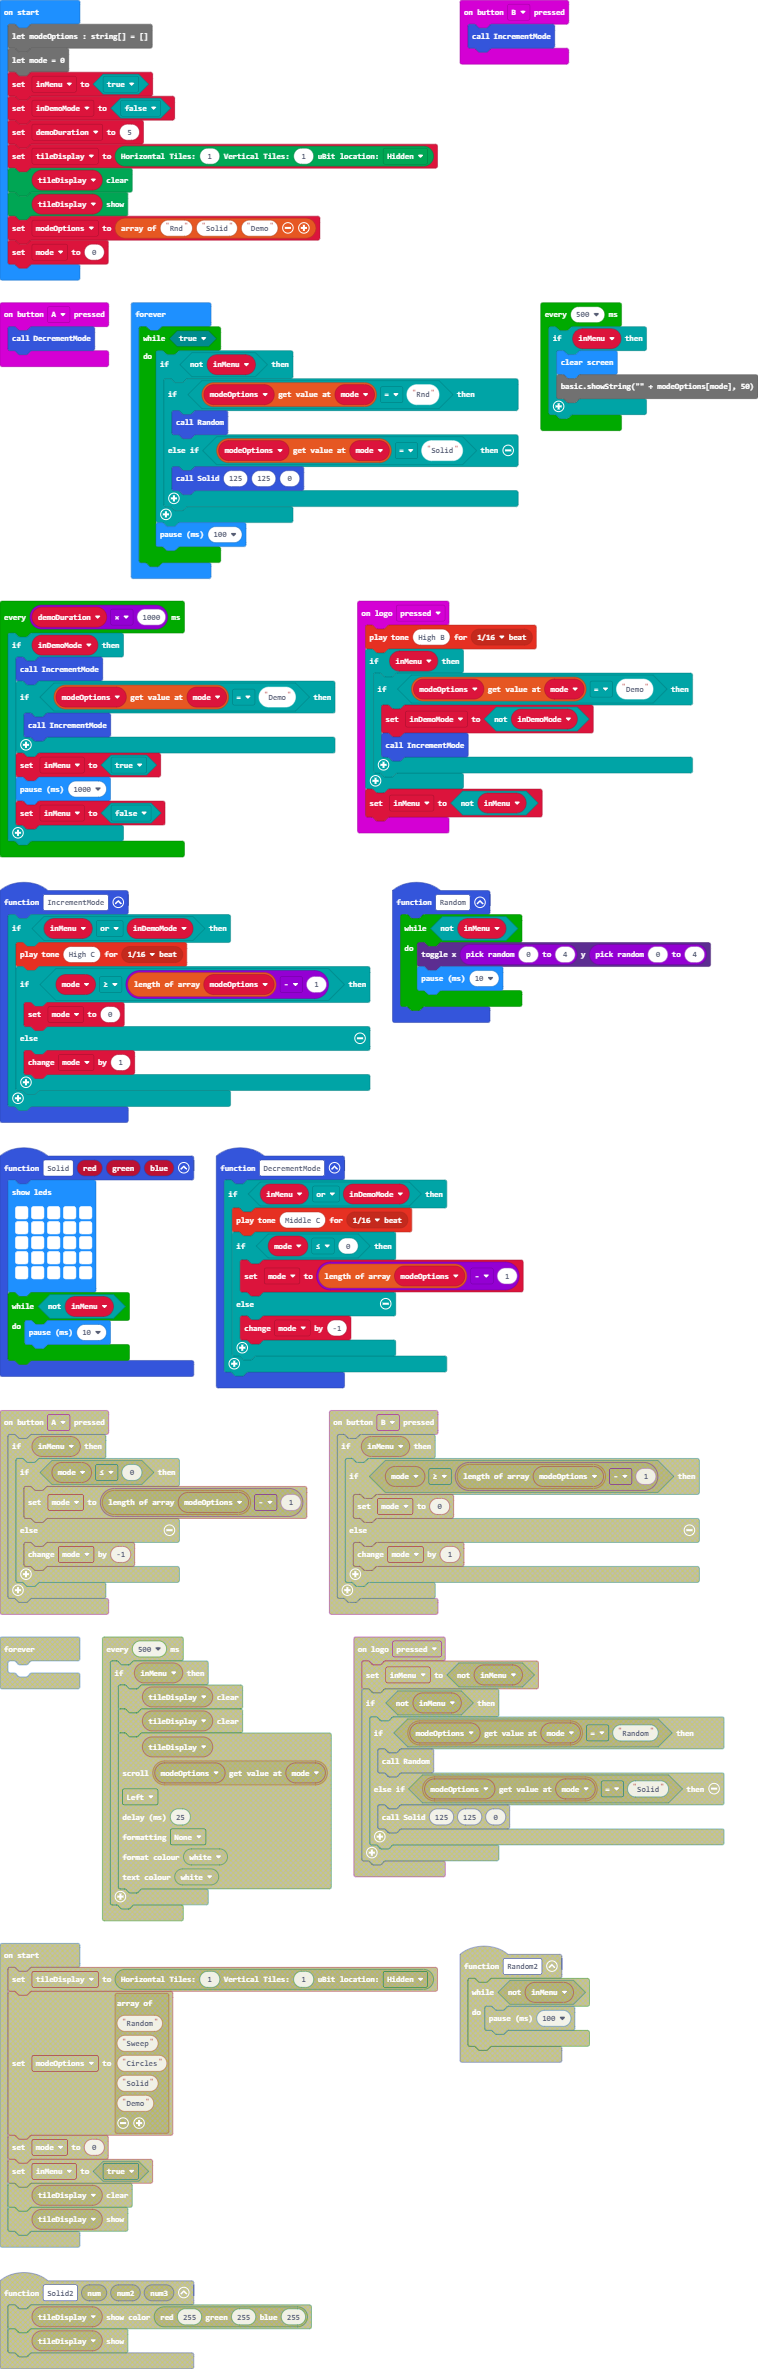 on start
let modeOptions : string[] = []
let mode = 0
set inMenu to true
set inDemoMode to false
set demoDuration to 5
set tileDisplay to Horizontal Tiles: 1 Vertical Tiles: 1 uBit location: Hidden
tileDisplay clear
tileDisplay show
set modeOptions to array of "Rnd" "Solid" "Demo"
set mode to 0
on button B pressed
call IncrementMode
on button A pressed
call DecrementMode
forever
while true
do
if not inMenu then
if modeOptions get value at mode = "Rnd" then
call Random
else if modeOptions get value at mode = "Solid" then
call Solid 125 125 0
pause (ms) 100
every 500 ms
if inMenu then
clear screen
basic.showString("" + modeOptions[mode], 50)
every demoDuration × 1000 ms
if inDemoMode then
call IncrementMode
if modeOptions get value at mode = "Demo" then
call IncrementMode
set inMenu to true
pause (ms) 1000
set inMenu to false
on logo pressed
play tone High B for 1/16 beat
if inMenu then
if modeOptions get value at mode = "Demo" then
set inDemoMode to not inDemoMode
call IncrementMode
set inMenu to not inMenu
function IncrementMode
if inMenu or inDemoMode then
play tone High C for 1/16 beat
if mode ≥ length of array modeOptions - 1 then
set mode to 0
else
change mode by 1
function Random
while not inMenu
do
toggle x pick random 0 to 4 y pick random 0 to 4
pause (ms) 10
function Solid red green blue
show leds
while not inMenu
do
pause (ms) 10
function DecrementMode
if inMenu or inDemoMode then
play tone Middle C for 1/16 beat
if mode ≤ 0 then
set mode to length of array modeOptions - 1
else
change mode by -1
on button A pressed
if inMenu then
if mode ≤ 0 then
set mode to length of array modeOptions - 1
else
change mode by -1
on button B pressed
if inMenu then
if mode ≥ length of array modeOptions - 1 then
set mode to 0
else
change mode by 1
forever
every 500 ms
if inMenu then
tileDisplay clear
tileDisplay clear
tileDisplay
scroll modeOptions get value at mode
Left
delay (ms) 25
formatting None
format colour white
text colour white
on logo pressed
set inMenu to not inMenu
if not inMenu then
if modeOptions get value at mode = "Random" then
call Random
else if modeOptions get value at mode = "Solid" then
call Solid 125 125 0
on start
set tileDisplay to Horizontal Tiles: 1 Vertical Tiles: 1 uBit location: Hidden
array of
"Random"
"Sweep"
set modeOptions to "Circles"
"Solid"
"Demo"
set mode to 0
set inMenu to true
tileDisplay clear
tileDisplay show
function Random2
while not inMenu
do
pause (ms) 100
function Solid2 num num2 num3
tileDisplay show color red 255 green 255 blue 255
tileDisplay show